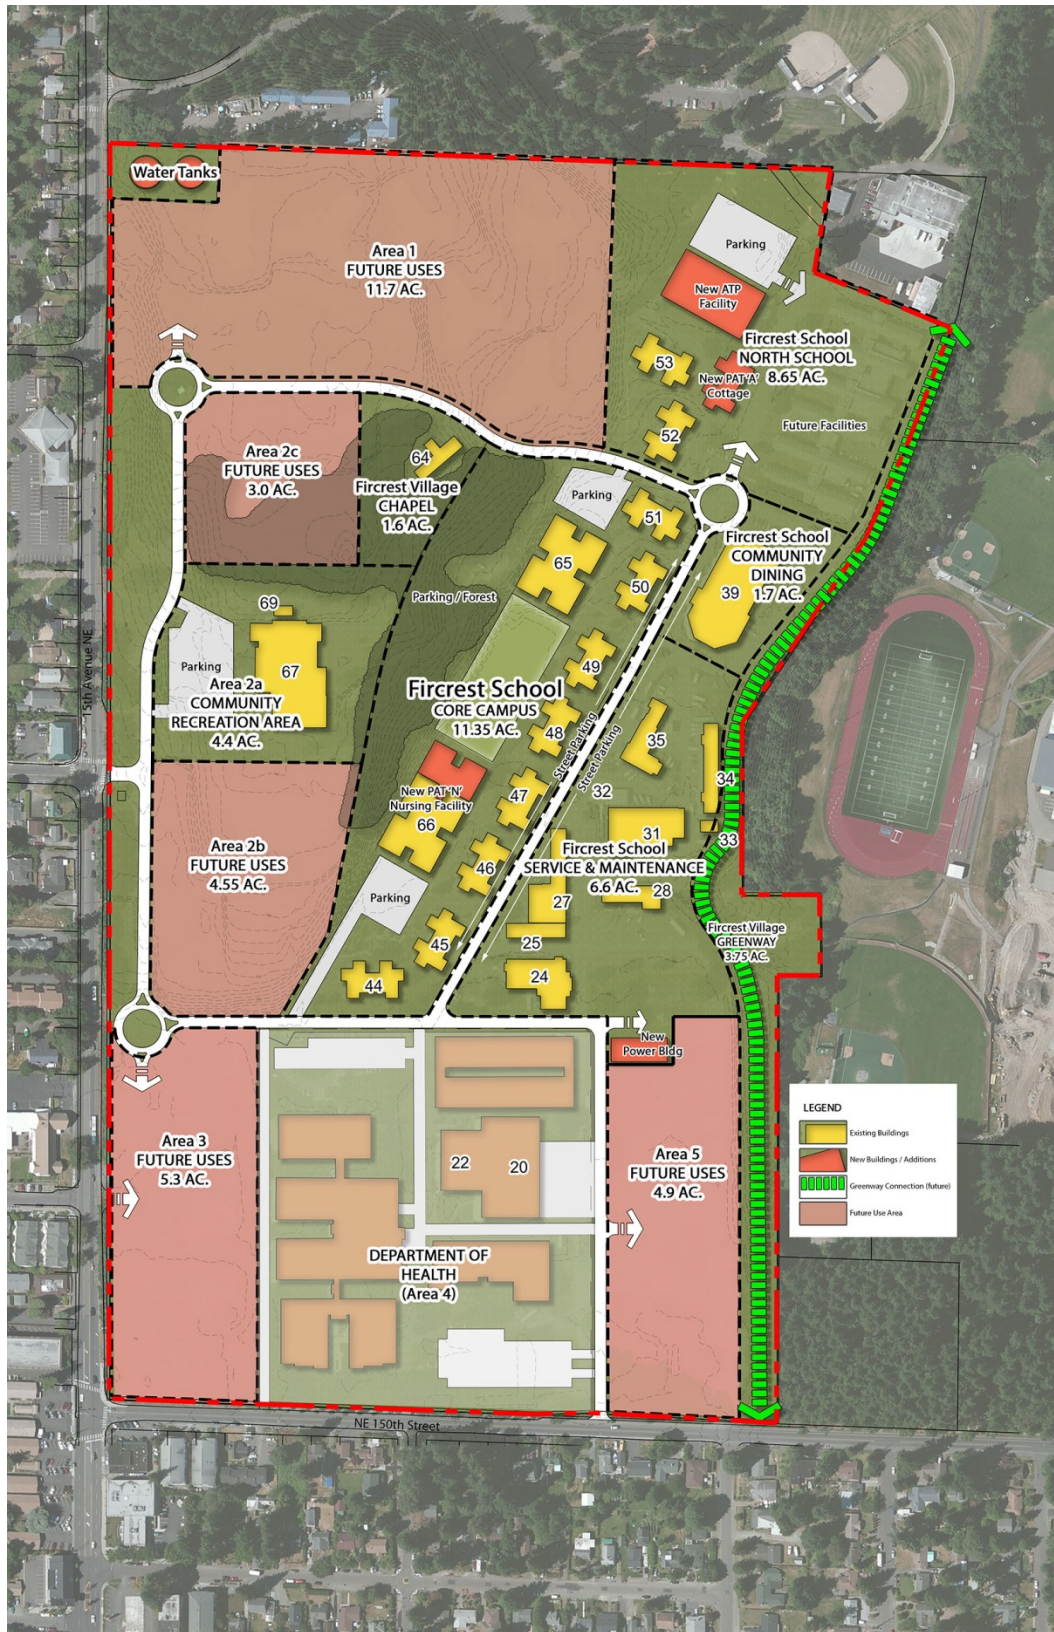 Water Tanks
Area 1
FUTURE USES
11.7 AC.
Parking
New ATP
Facility
Fircrest School
NORTH SCHOOL
8.65 AC.
53
New PAT 'A'
Cottage
52
Future Facilities
Area 2c
FUTURE USES
3.0 AC.
64
Fircrest Village
CHAPEL
1.6 AC.
Parking
51
Fircrest School
COMMUNITY
DINING
1.7 AC.
65
50
39
Parking / Forest
69
67
Parking
Area 2a
COMMUNITY
RECREATION AREA
4.4 AC.
15th Avenue NE
49
Fircrest School
CORE CAMPUS
11.35 AC.
48
Street Parking
Street Parking
35
34
32
New PAT 'N'
Nursing Facility
66
47
31
33
Area 2b
FUTURE USES
4.55 AC.
46
Fircrest School
SERVICE & MAINTENANCE
6.6 AC.
28
27
Parking
45
25
Fircrest Village
GREENWAY
3.75 AC.
44
24
New
Power Bldg
LEGEND
Existing Buildings
New Buildings / Additions
Greenway Connection (future)
Future Use Area
Area 3
FUTURE USES
5.3 AC.
22
20
Area 5
FUTURE USES
4.9 AC.
DEPARTMENT OF
HEALTH
(Area 4)
NE 150th Street